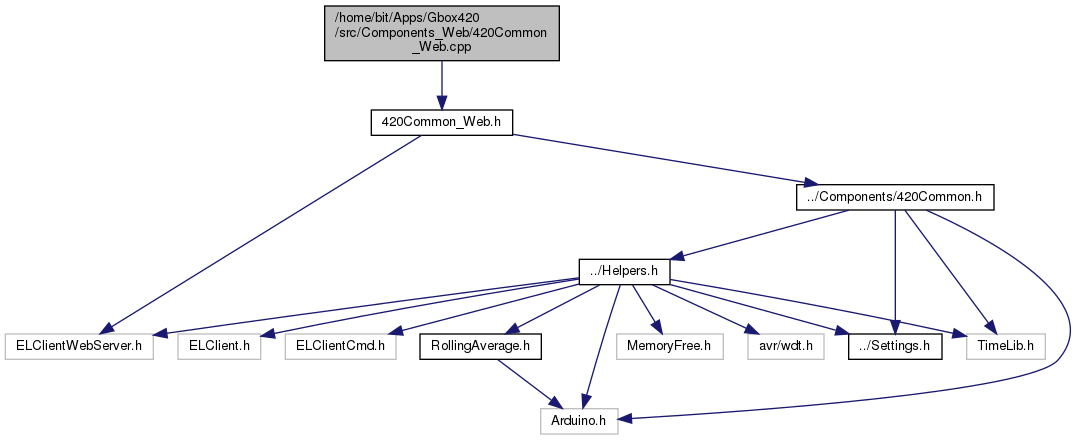 /home/bit/Apps/Gbox420
/src/Components_Web/420Common
_Web.cpp
420Common_Web.h
../Components/420Common.h
../Helpers.h
ELClientWebServer.h
ELClient.h
ELClientCmd.h
RollingAverage.h
MemoryFree.h
avr/wdt.h
../Settings.h
TimeLib.h
Arduino.h